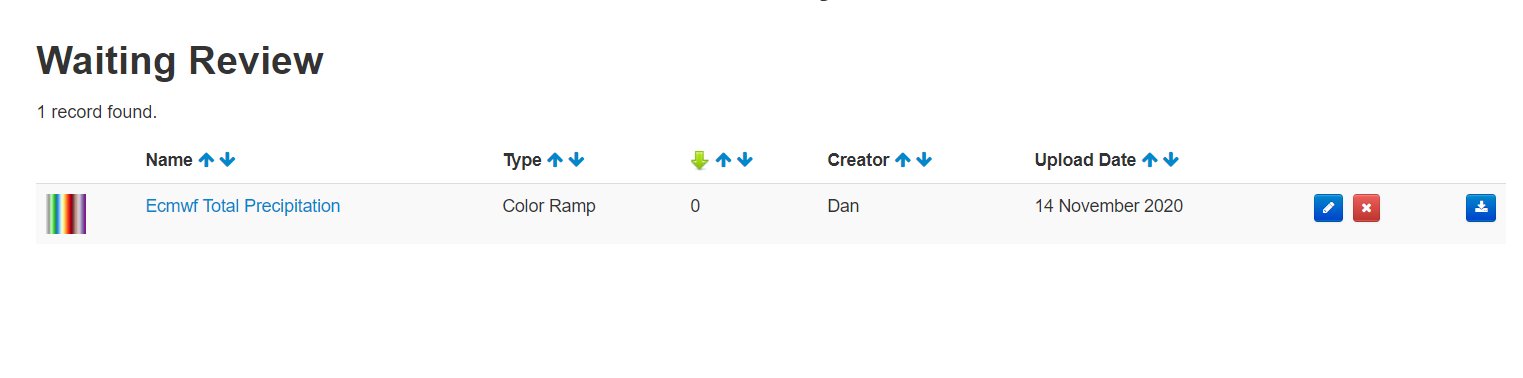 Waiting Review
1 record found.
Name Type Creator Upload Date
Ecmwf Total Precipitation Color Ramp 0 Dan 14 November 2020